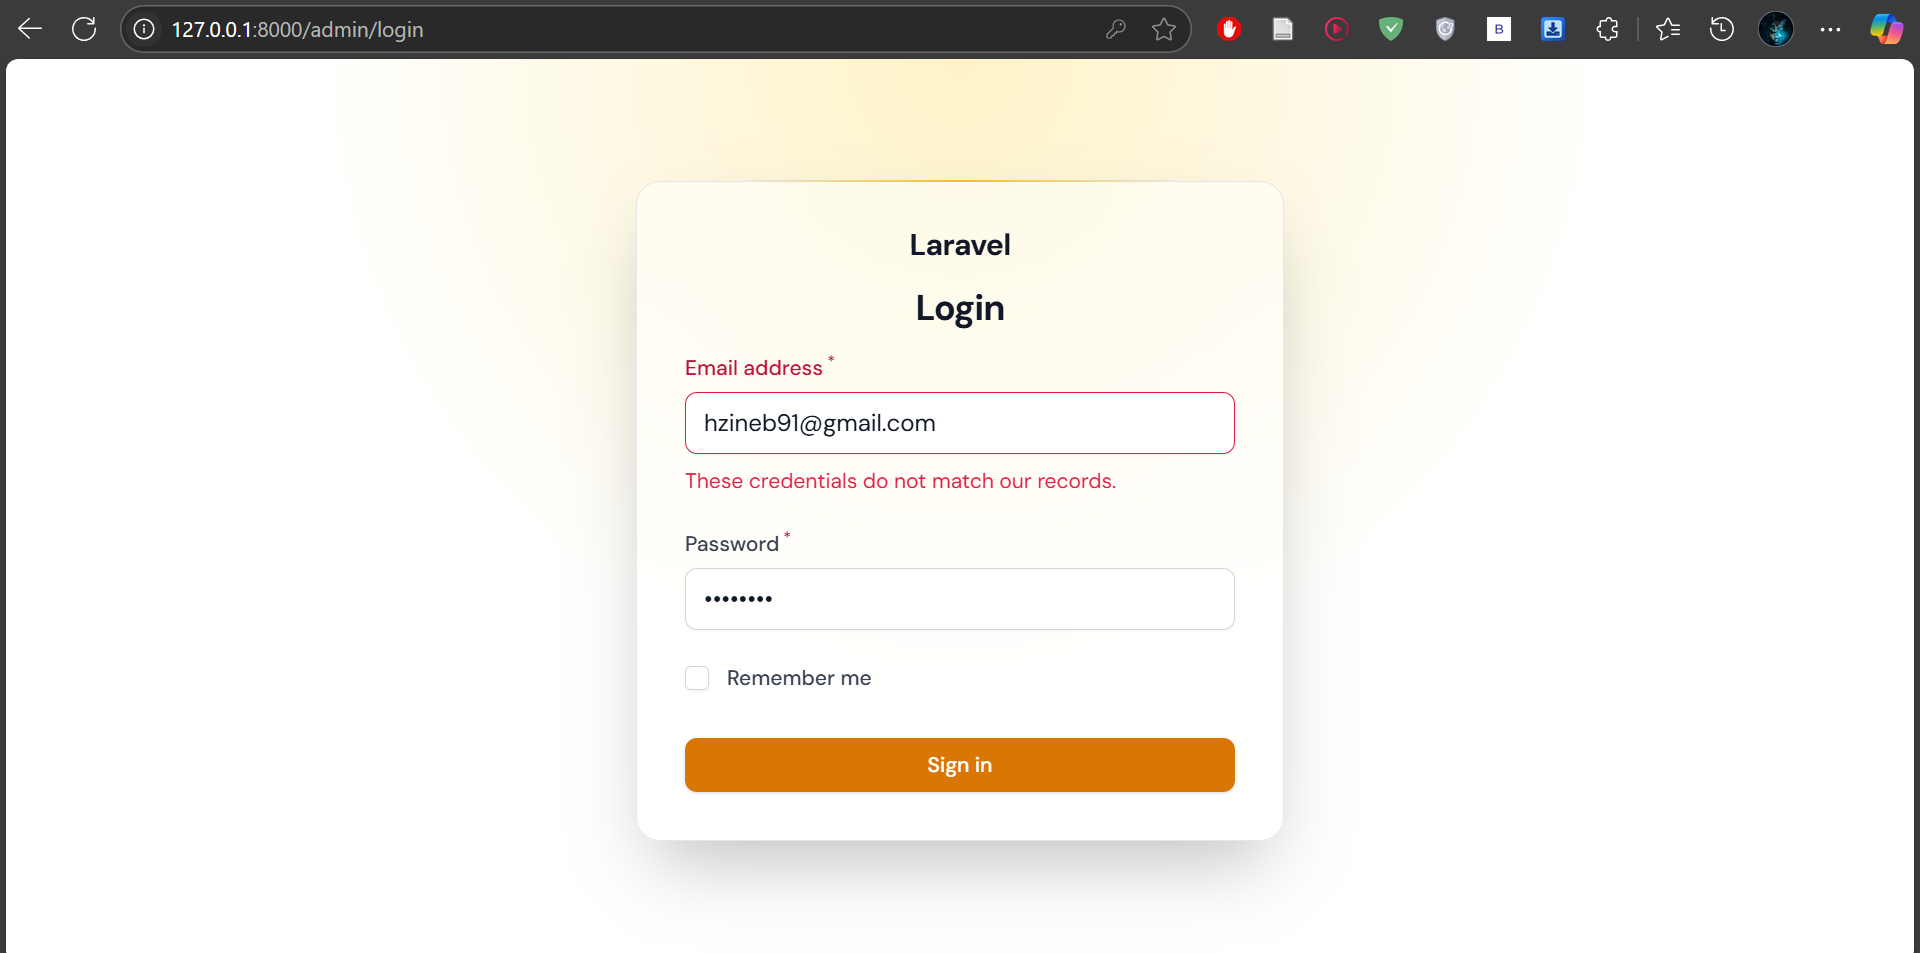 127.0.0.1:8000/admin/login
B
Laravel
Login
Email address *
hzineb91@gmail.com
These credentials do not match our records.
Password *
••••••••
Remember me
Sign in